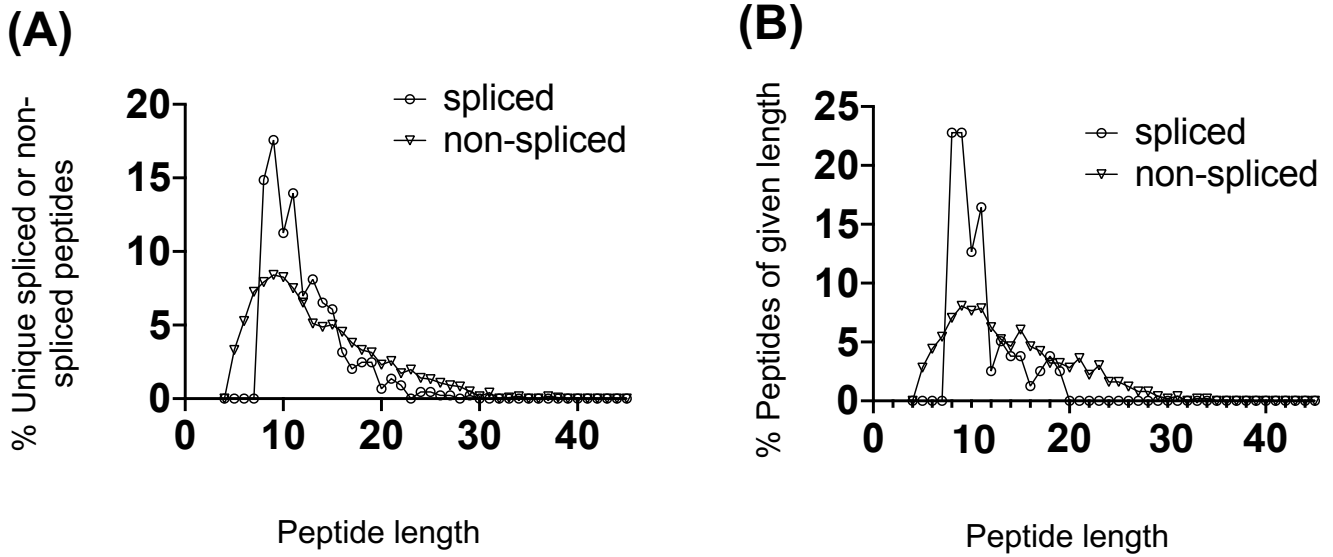 (A)
% Unique spliced or non-
spliced peptides
20
15
10
5
0
0
10
20
30
40
spliced
non-spliced
Peptide length
(B)
% Peptides of given length
25
20
15
10
5
0
0
10
20
30
40
spliced
non-spliced
Peptide length